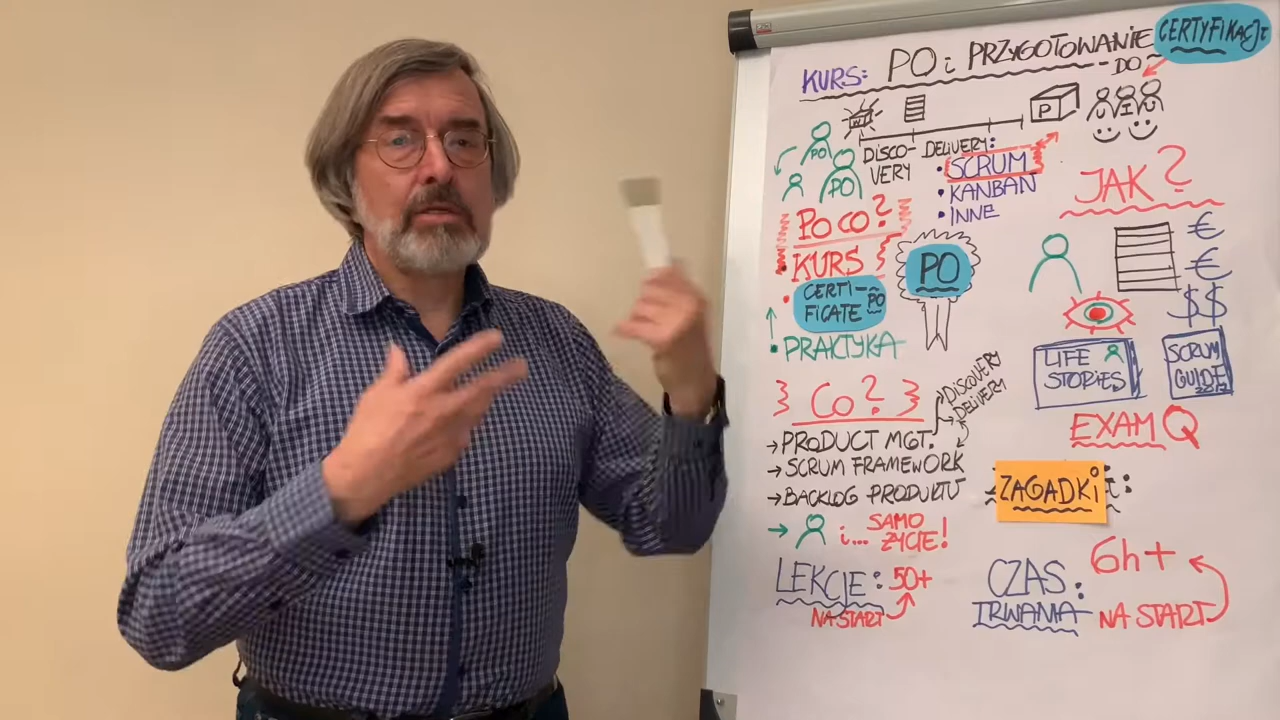 KURS: PO i PRZYGOTOWANIE
DO
CERTYFIKACJI
PO
PO
DISCO-
VERY
DELIVERY:
• SCRUM
• KANBAN
• INNE
P
PO CO?
• KURS
• CERTI-
FICATE PO
• PRAKTYKA
PO
CO?
DISCOVERY
DELIVERY
→ PRODUCT MGT.
→ SCRUM FRAMEWORK
→ BACKLOG PRODUKTU
→ i... SAMO
ŻYCIE!
LEKCJE: 50+
NA START
JAK?
€
€
$$
LIFE
STORIES
SCRUM
GUIDE
EXAM Q
ZAGADKI:
CZAS
TRWANIA:
6h+
NA START